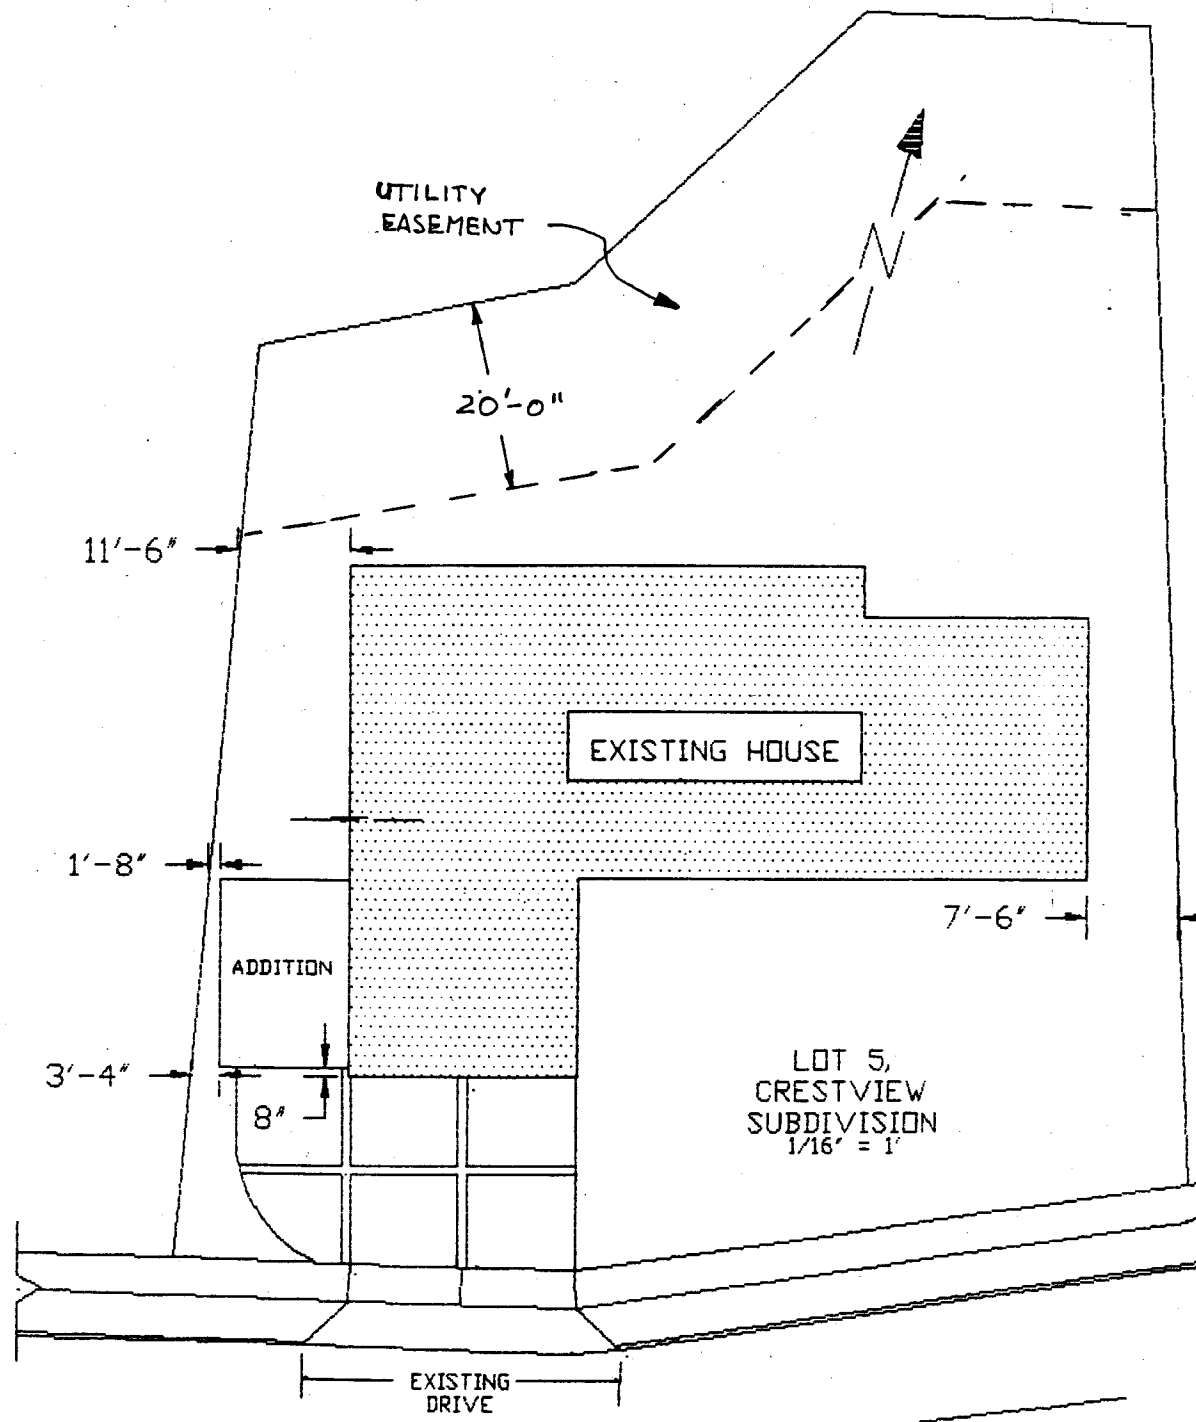 UTILITY
EASEMENT
N
20'-0"
11'-6"
EXISTING HOUSE
1'-8"
7'-6"
ADDITION
3'-4"
8"
LOT 5,
CRESTVIEW
SUBDIVISION
1/16" = 1'
EXISTING
DRIVE